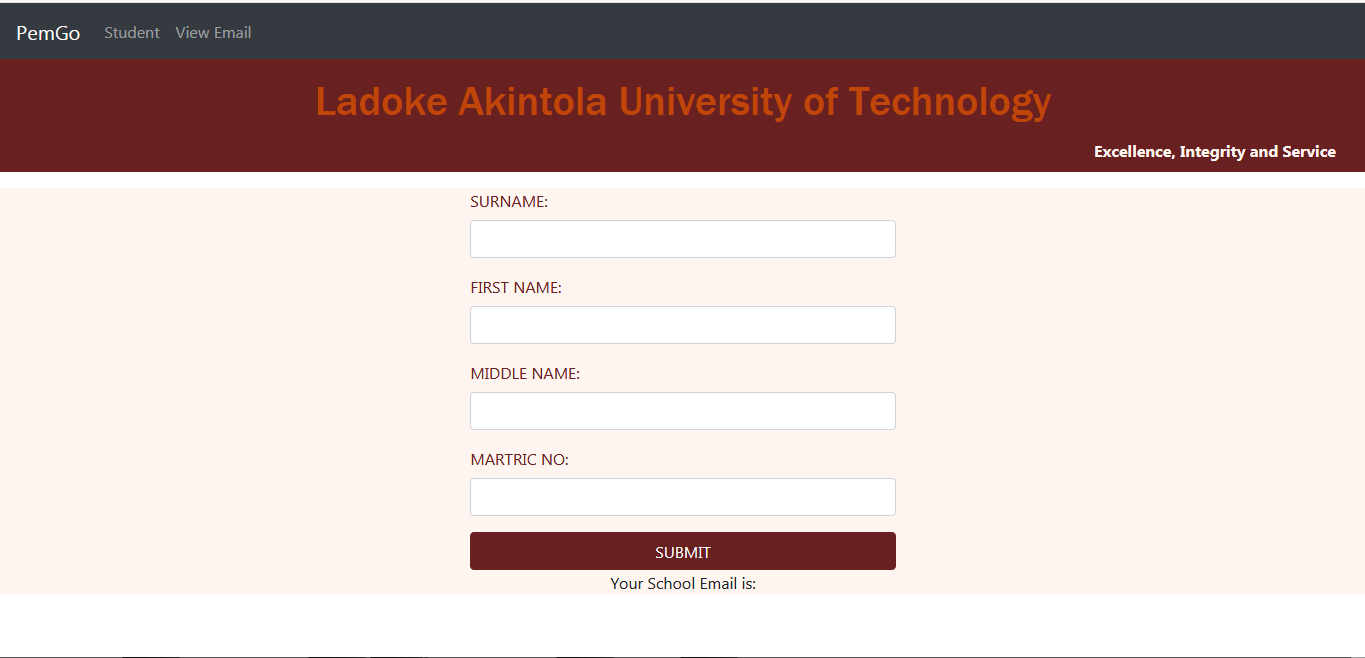 PemGo Student View Email
Ladoke Akintola University of Technology
Excellence, Integrity and Service
SURNAME:
FIRST NAME:
MIDDLE NAME:
MARTRIC NO:
SUBMIT
Your School Email is: